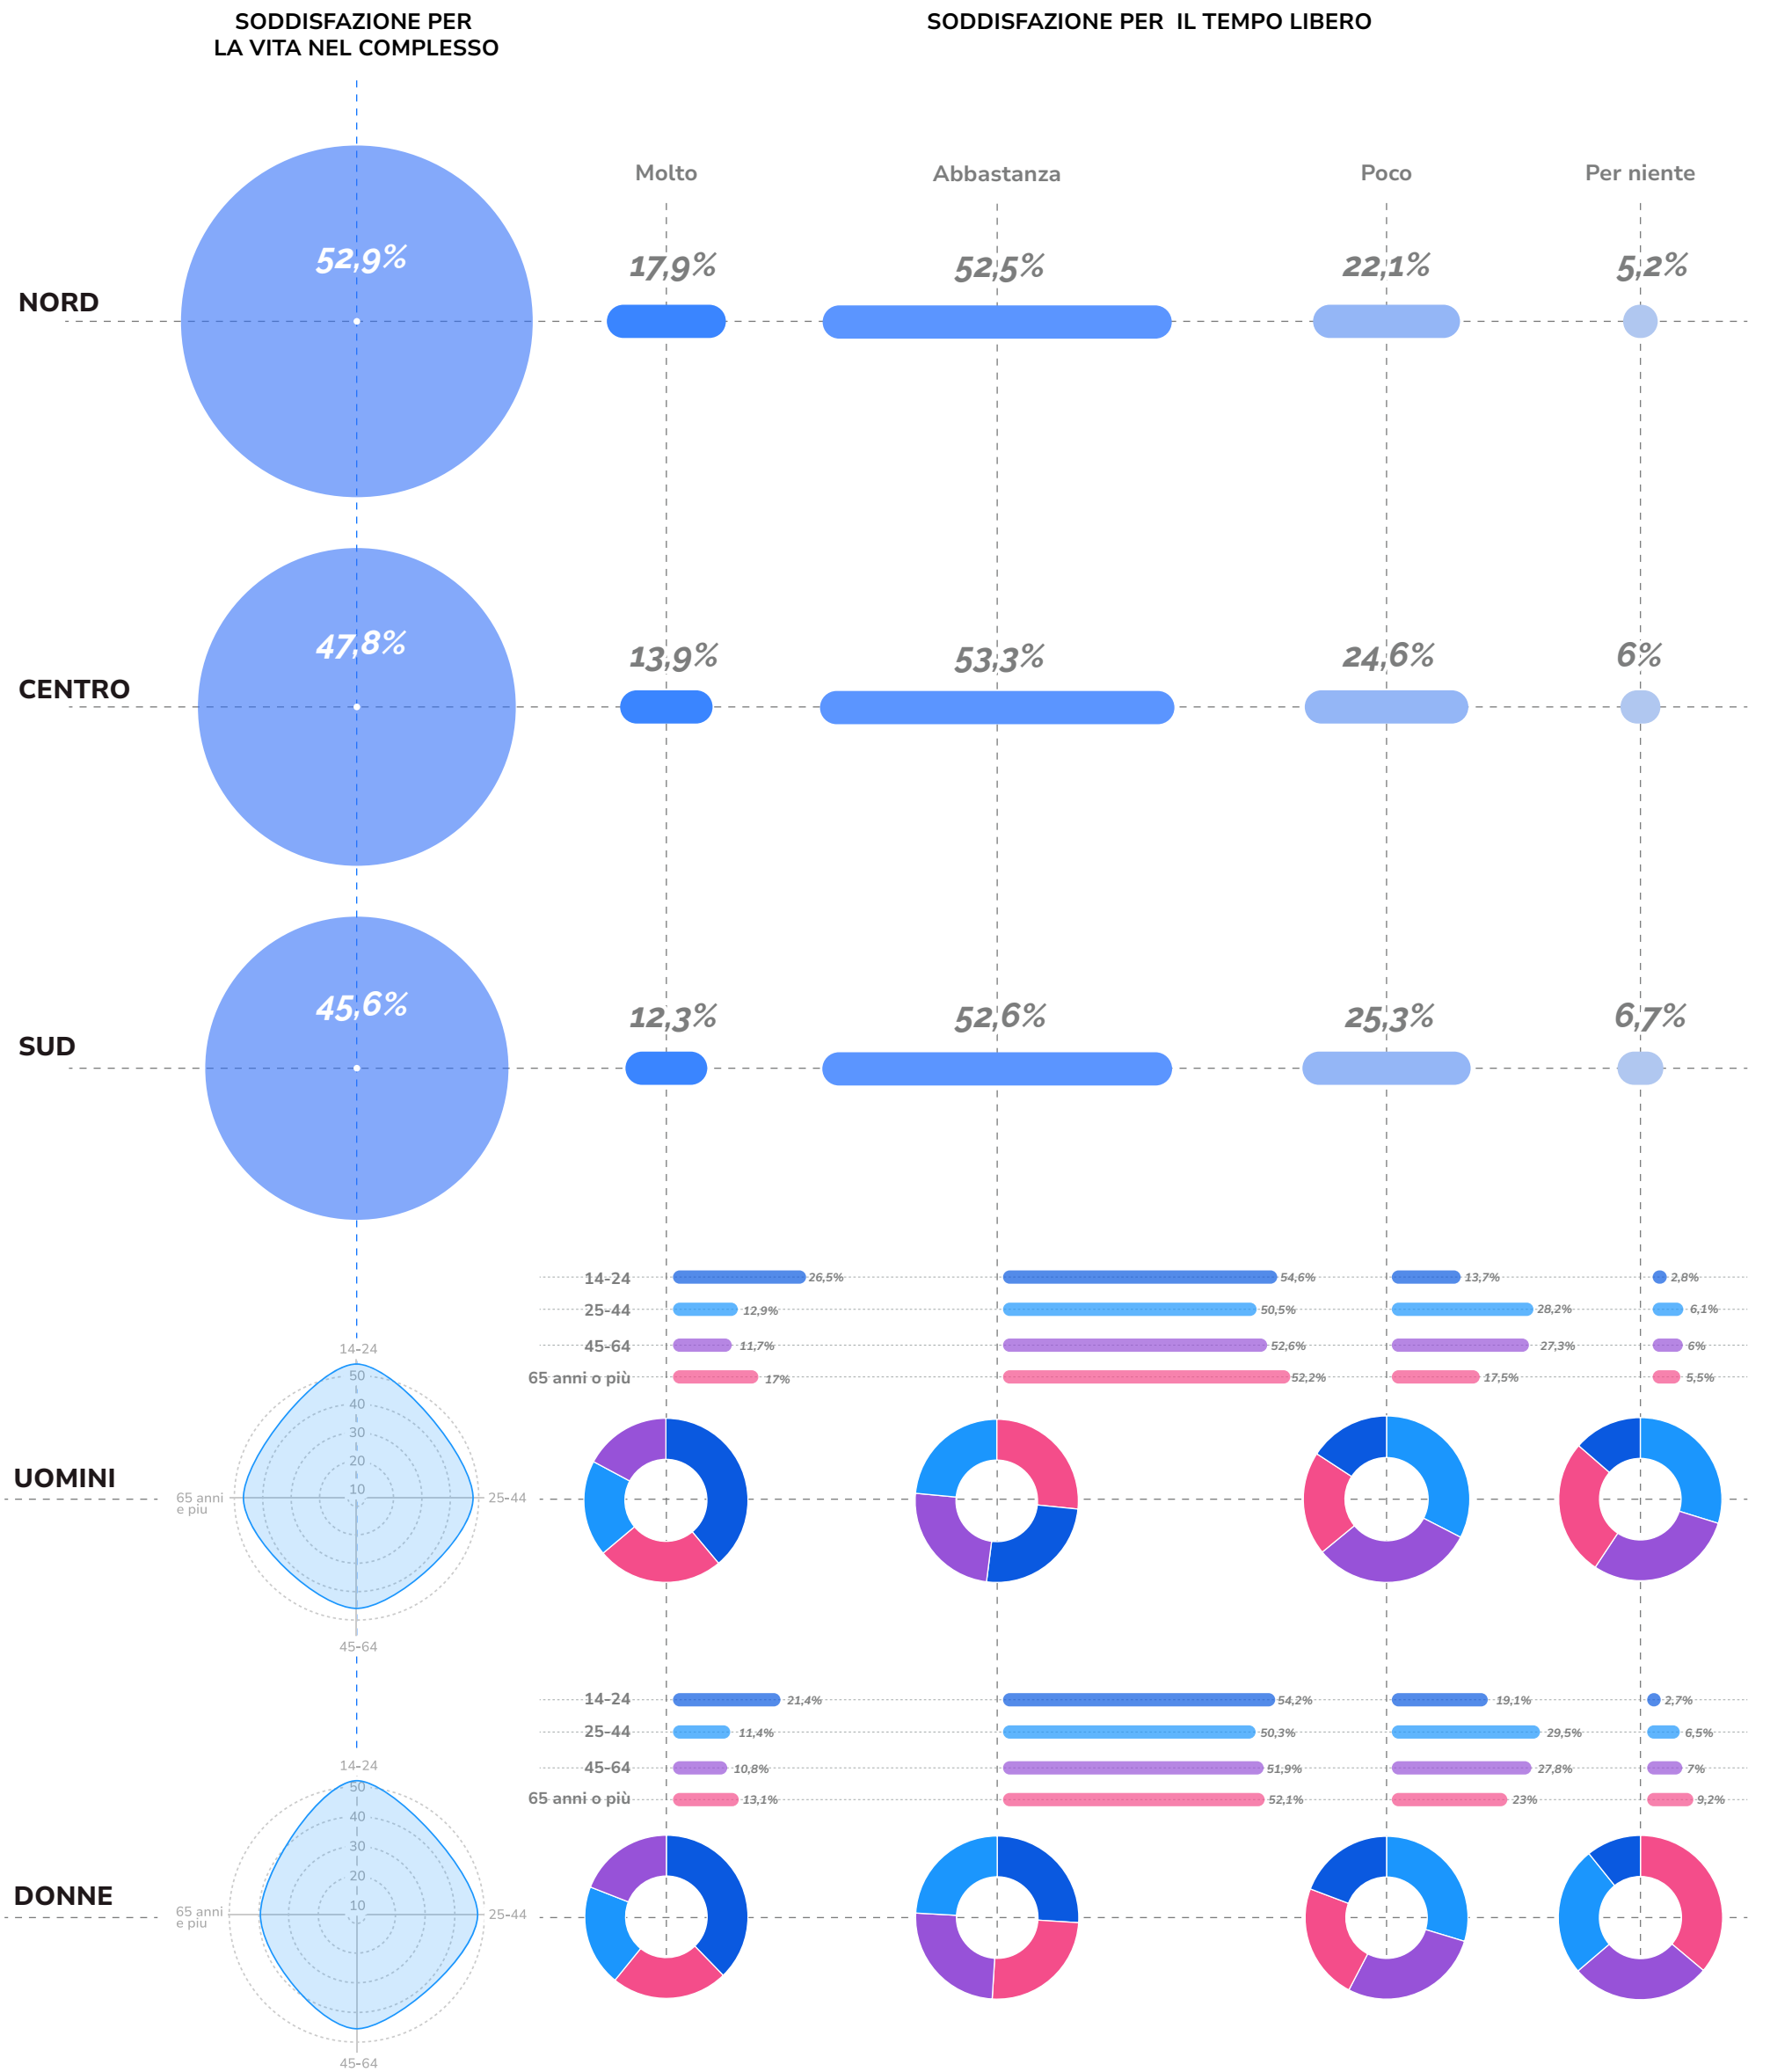 SODDISFAZIONE PER
LA VITA NEL COMPLESSO
SODDISFAZIONE PER IL TEMPO LIBERO
Molto Abbastanza Poco Per niente
NORD
52,9% 17,9% 52,5% 22,1% 5,2%
CENTRO
47,8% 13,9% 53,3% 24,6% 6%
SUD
45,6% 12,3% 52,6% 25,3% 6,7%
14-24 26,5% 54,6% 13,7% 2,8%
25-44 12,9% 50,5% 28,2% 6,1%
45-64 11,7% 52,6% 27,3% 6%
65 anni o più 17% 52,2% 17,5% 5,5%
UOMINI
14-24
50
40
30
20
10
65 anni
e piu
25-44
45-64
14-24 21,4% 54,2% 19,1% 2,7%
25-44 11,4% 50,3% 29,5% 6,5%
45-64 10,8% 51,9% 27,8% 7%
65 anni o più 13,1% 52,1% 23% 9,2%
DONNE
14-24
50
40
30
20
10
65 anni
e piu
25-44
45-64